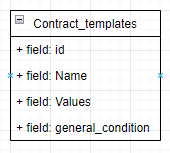 Contract_templates
+ field: id
+ field: Name
+ field: Values
+ field: general_condition